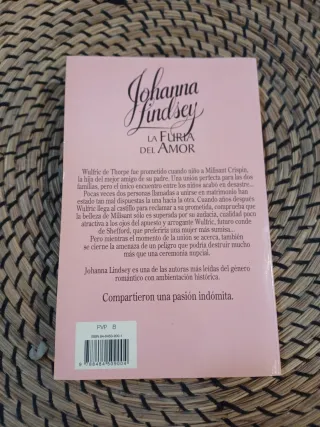 Johanna
Lindsey
LA FURIA
DEL AMOR
Wulfric de Thorpe fue prometido cuando niño a Milisant Crispin,
la hija del mejor amigo de su padre. Una unión perfecta para las dos
familias, pero el único encuentro entre los niños acabó en desastre...
Pocas veces dos personas llamadas a unirse en matrimonio han
estado tan mal dispuestas la una hacia la otra. Cuando años después
Wulfric llega al castillo para reclamar a su prometida, comprueba que
la belleza de Milisant sólo es superada por su audacia, cualidad poco
atractiva a los ojos del apuesto y arrogante Wulfric, futuro conde
de Shefford, que preferiría una mujer más sumisa...
Pero mientras el momento de la unión se acerca, también
se cierne la amenaza de un peligro que podría destruir mucho
más que una ceremonia nupcial.
Johanna Lindsey es una de las autoras más leídas del género
romántico con ambientación histórica.
Compartieron una pasión indómita.
PVP B